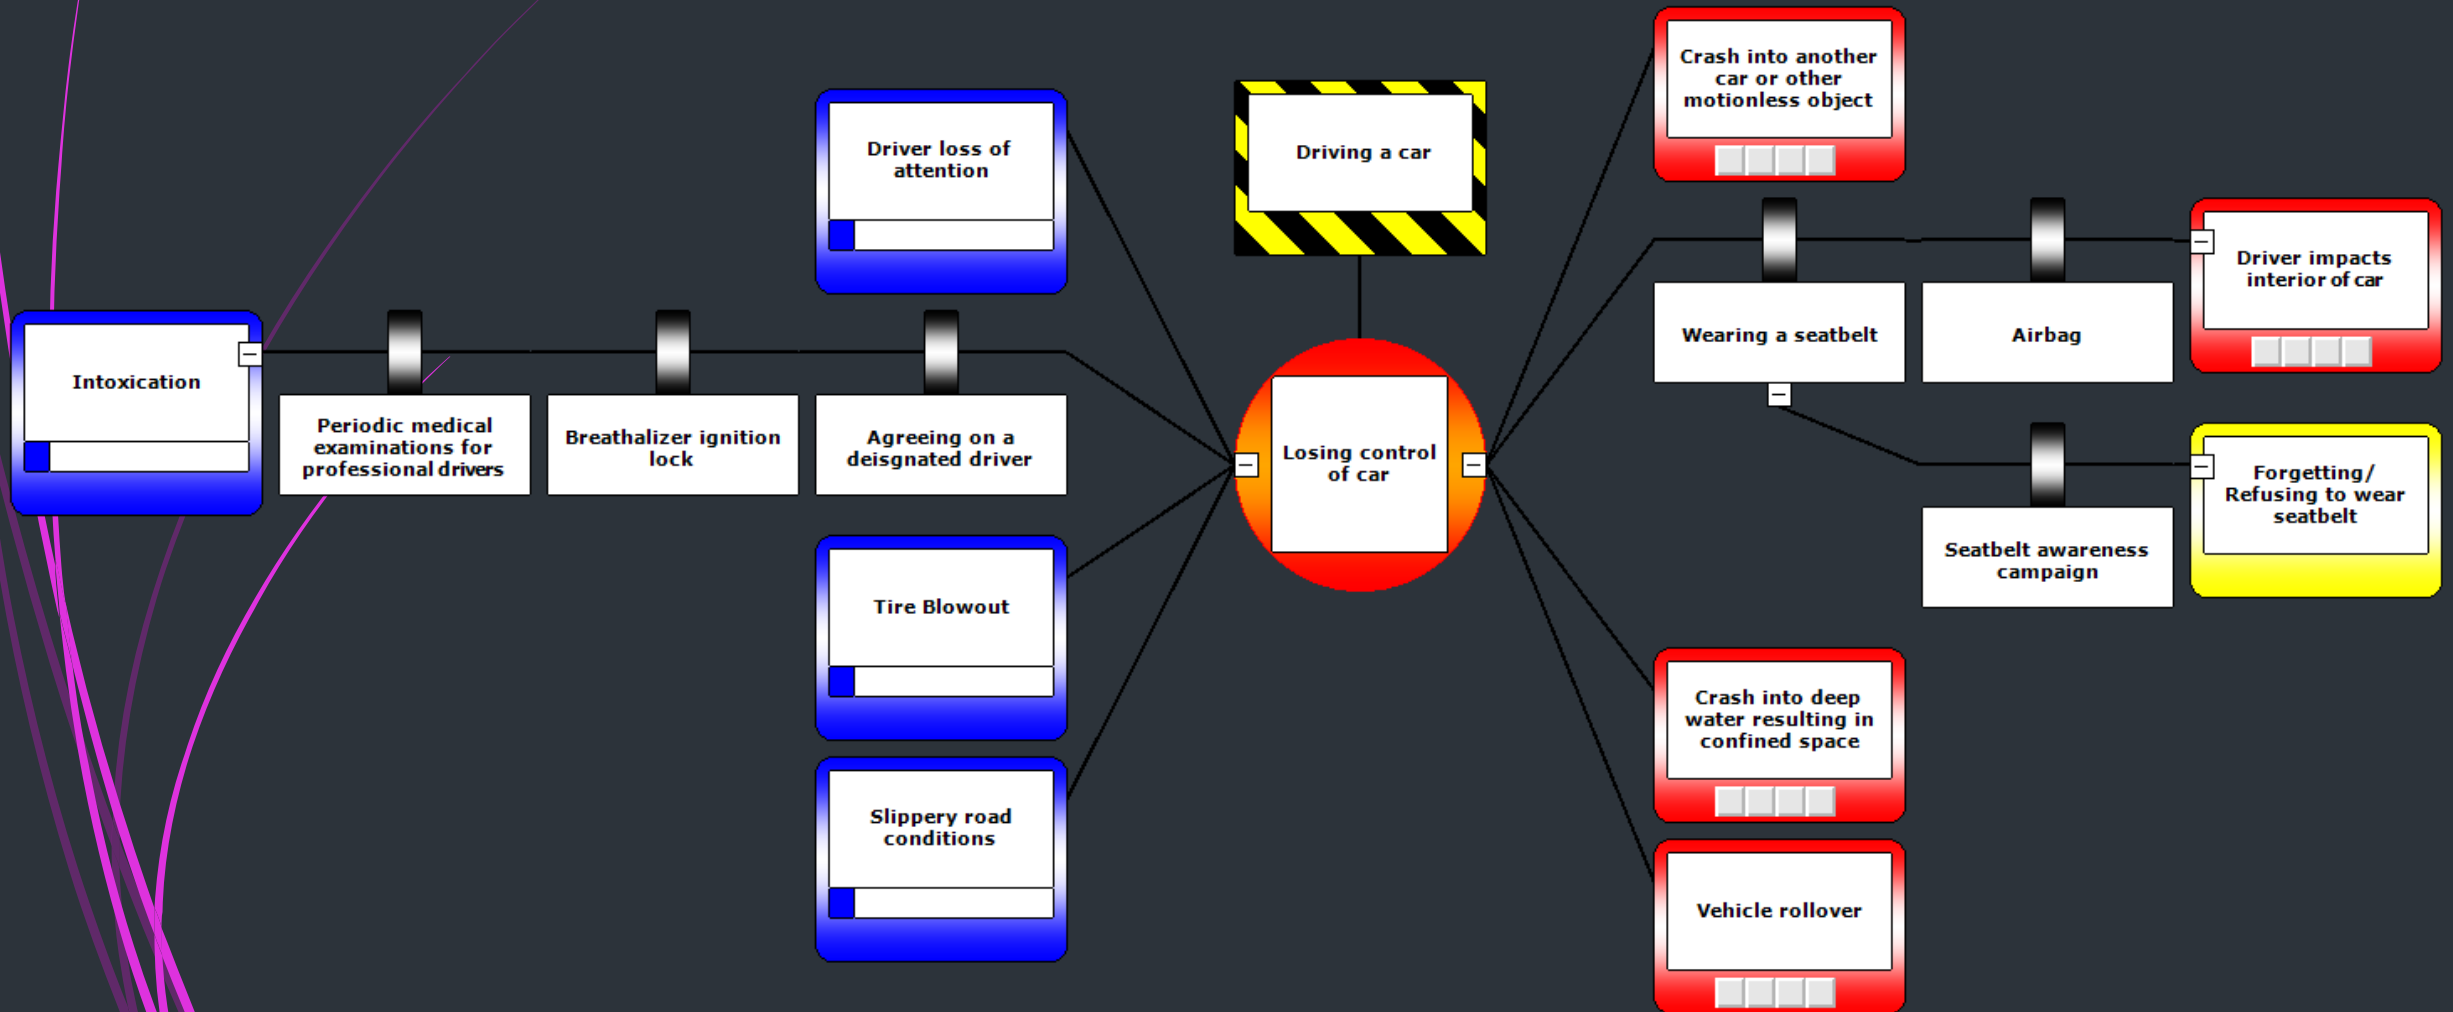 Crash into another
car or other
motionless object
Driver loss of
attention
Driving a car
Driver impacts
interior of car
Wearing a seatbelt
Airbag
Intoxication
Periodic medical
examinations for
professional drivers
Breathalizer ignition
lock
Agreeing on a
deisgnated driver
Losing control
of car
Forgetting/
Refusing to wear
seatbelt
Seatbelt awareness
campaign
Tire Blowout
Crash into deep
water resulting in
confined space
Slippery road
conditions
Vehicle rollover